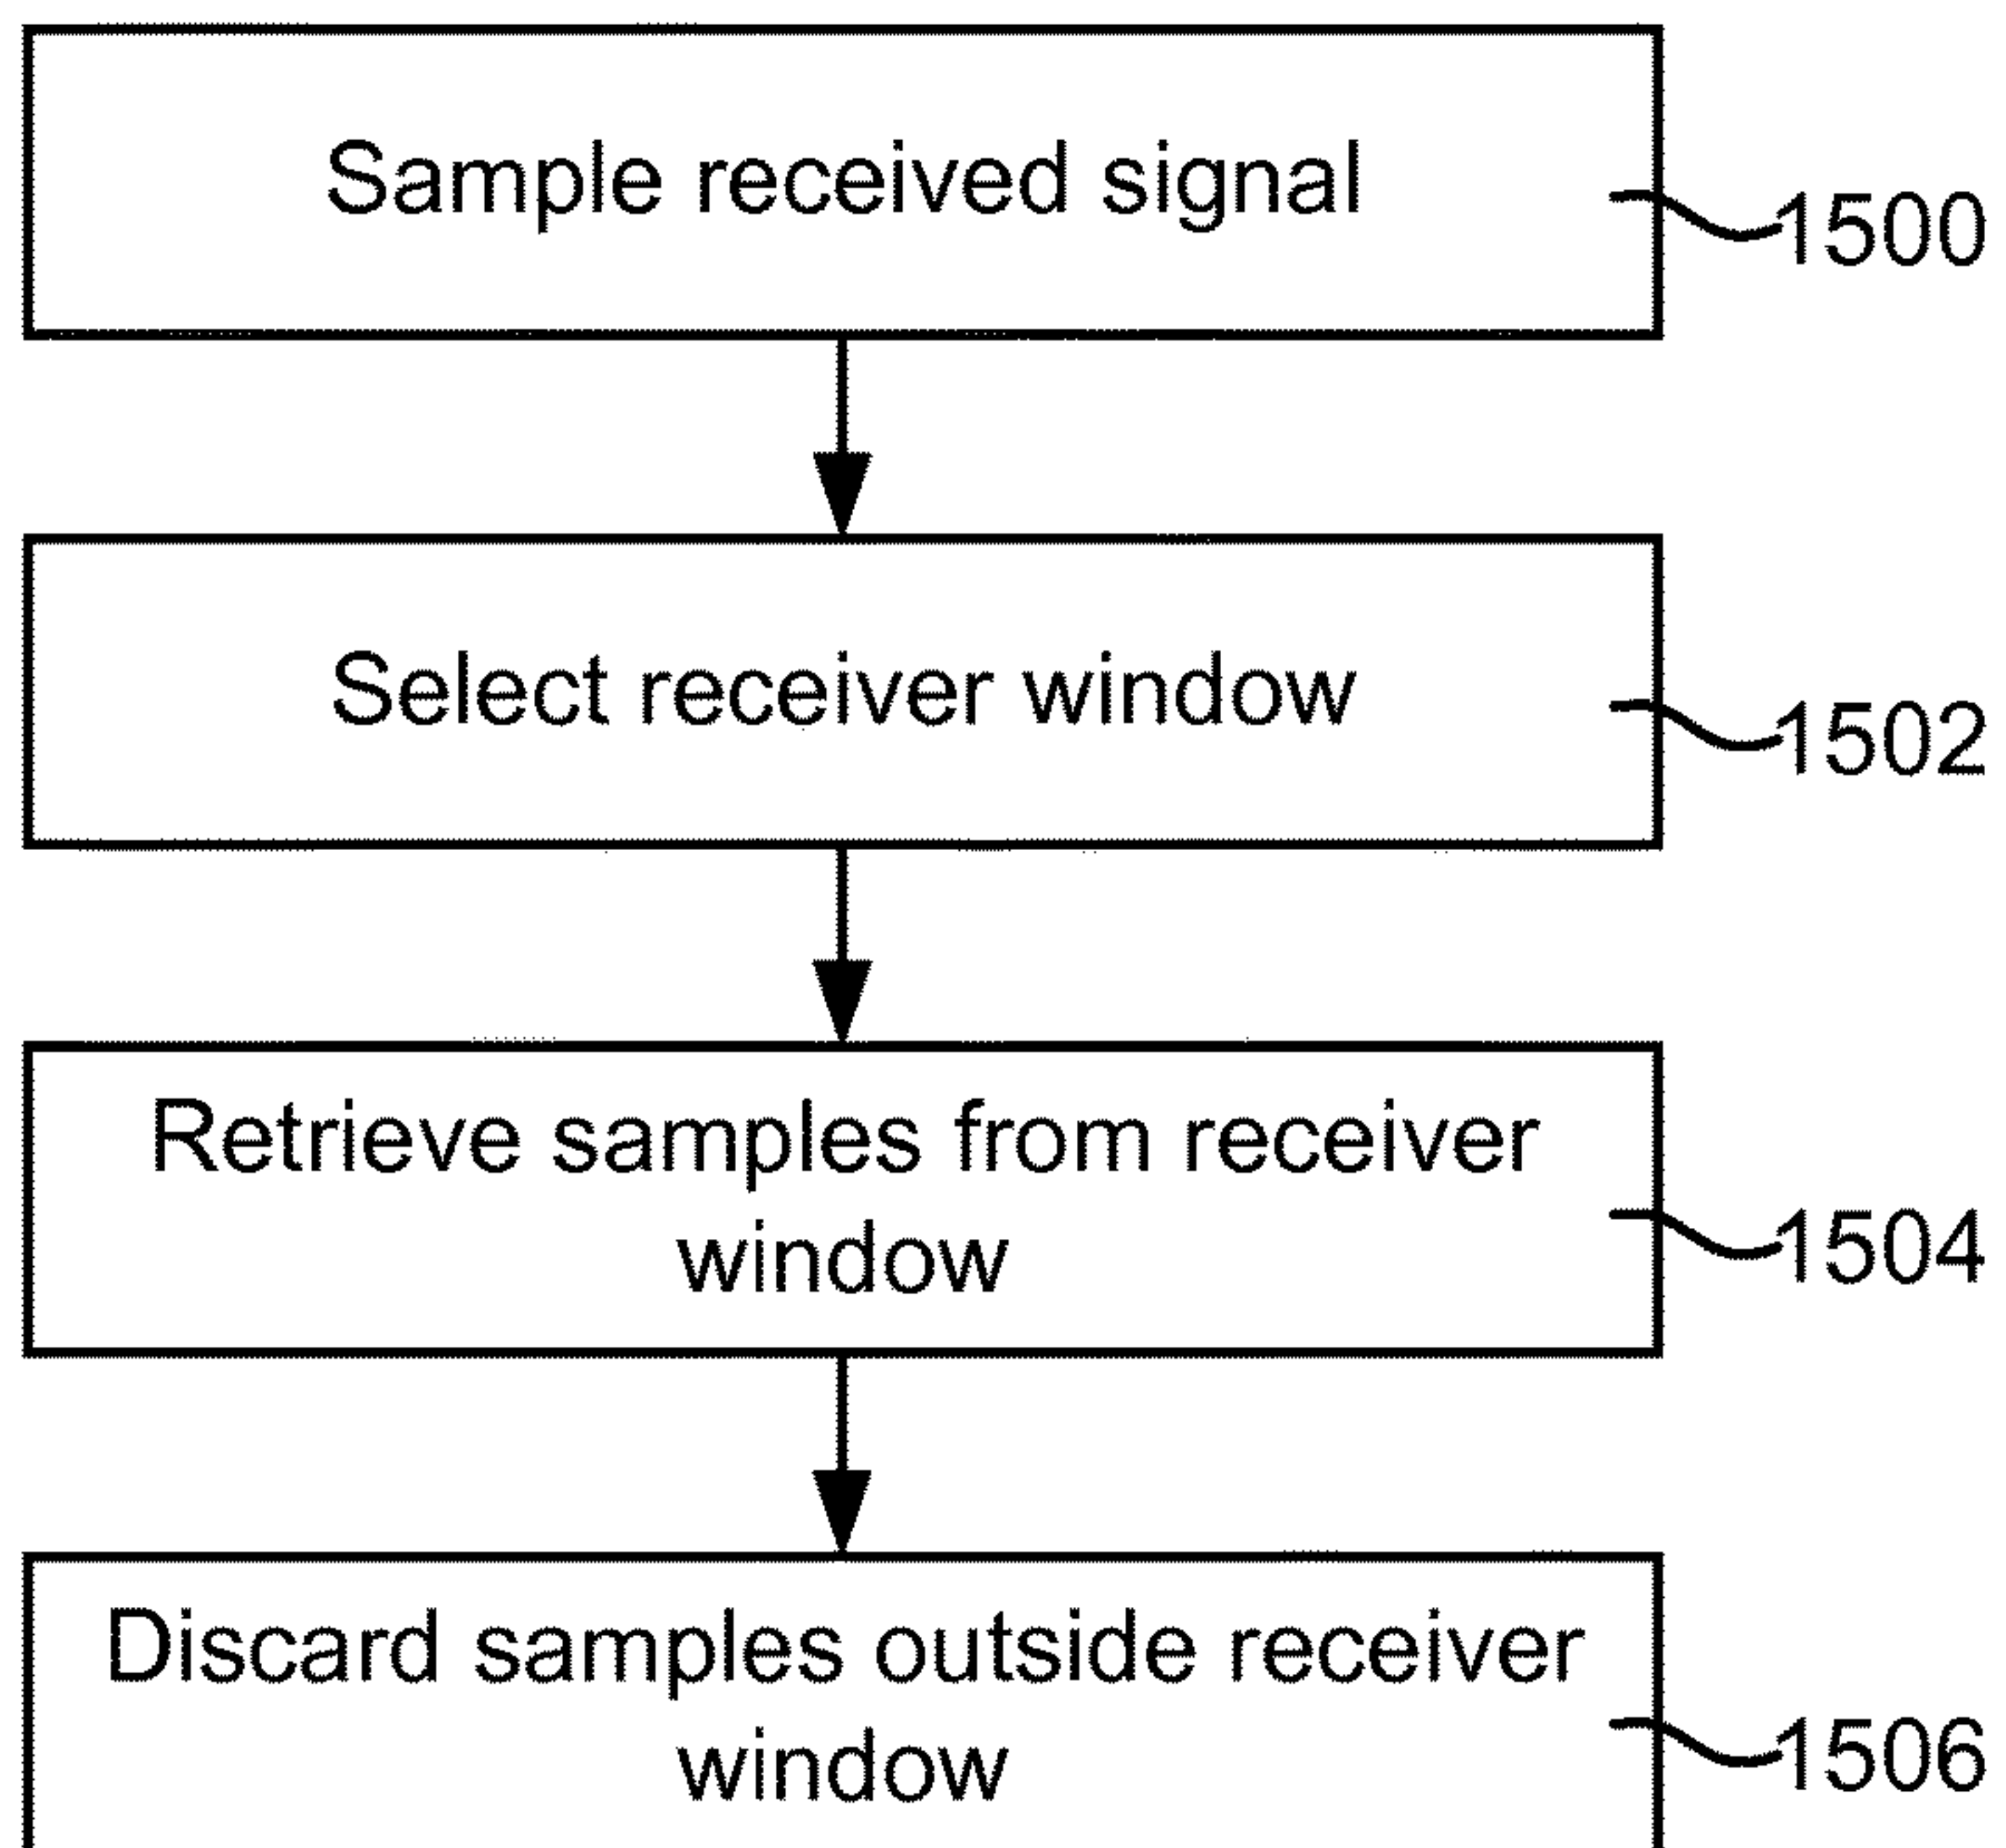 Sample received signal
1500
Select receiver window
1502
Retrieve samples from receiver
window
1504
Discard samples outside receiver
window
1506